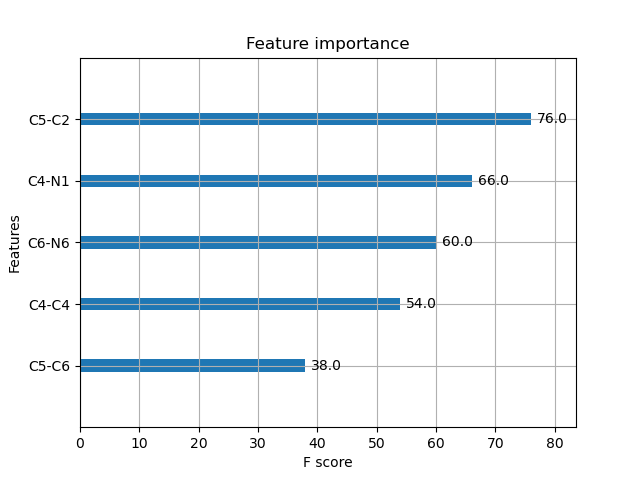 Feature importance
Features
C5-C2
76.0
C4-N1
66.0
C6-N6
60.0
C4-C4
54.0
C5-C6
38.0
0 10 20 30 40 50 60 70 80
F score